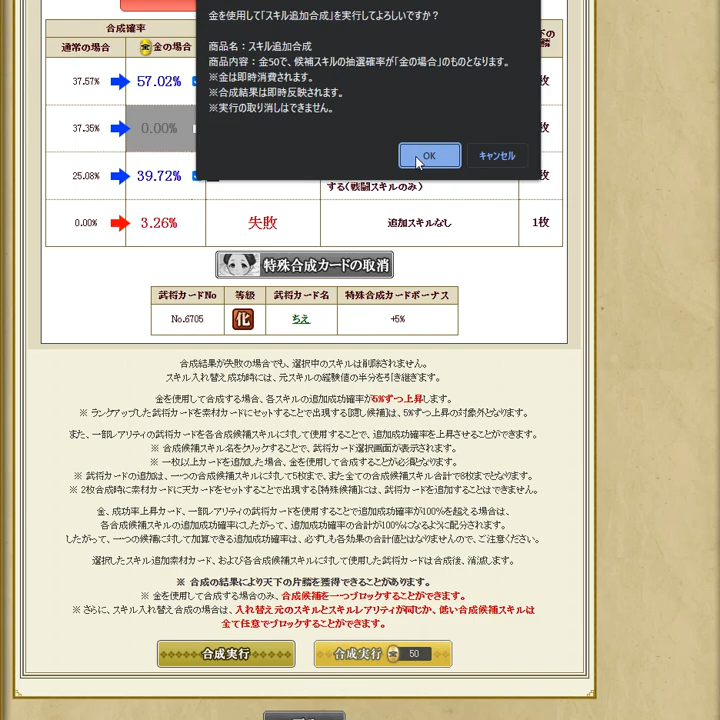 金を使用して「スキル追加合成」を実行してよろしいですか？
商品名：スキル追加合成
商品内容：金50で、候補スキルの抽選確率が「金の場合」のものとなります。
※金は即時消費されます。
※合成結果は即時反映されます。
※実行の取り消しはできません。
OK
キャンセル
合成確率
通常の場合
金の場合
37.57%
57.02%
枚
37.35%
0.00%
枚
25.08%
39.72%
する(戦闘スキルのみ)
枚
0.00%
3.26%
失敗
追加スキルなし
1枚
特殊合成カードの取消
武将カードNo 等級 武将カード名 特殊合成カードボーナス
No.6705 化 ちえ +5%
合成結果が失敗の場合でも、選択中のスキルは削除されません。
スキル入れ替え成功時には、元スキルの経験値の半分を引き継ぎます。
金を使用して合成する場合、各スキルの追加成功確率が5%ずつ上昇します。
※ ランクアップした武将カードを素材カードにセットすることで出現する[隠し候補]は、5%ずつ上昇の対象外となります。
また、一部レアリティの武将カードを各合成候補スキルに対して使用することで、追加成功確率を上昇させることができます。
※ 合成候補スキル名をクリックすることで、武将カード選択画面が表示されます。
※ 一枚以上カードを追加した場合、金を使用して合成することが必須となります。
※ 武将カードの追加は、一つの合成候補スキルに対して5枚まで、また全ての合成候補スキル合計で8枚までとなります。
※ 2枚合成時に素材カードに天カードをセットすることで出現する[特殊候補]には、武将カードを追加することはできません。
金、成功率上昇カード、一部レアリティの武将カードを使用することで追加成功確率が100%を超える場合は、
各合成候補スキルの追加成功確率にしたがって、追加成功確率の合計が100%になるように配分されます。
したがって、一つの候補に対して加算できる追加成功確率は、必ずしも各効果の合計値とはなりませんので、ご注意ください。
選択したスキル追加素材カード、および各合成候補スキルに対して使用した武将カードは合成後、消滅します。
※ 合成の結果により天下の片鱗を獲得できることがあります。
※ 金を使用して合成する場合のみ、合成候補を一つブロックすることができます。
※ さらに、スキル入れ替え合成の場合は、入れ替え元のスキルとスキルレアリティが同じか、低い合成候補スキルは
全て任意でブロックすることができます。
合成実行
合成実行 金 50